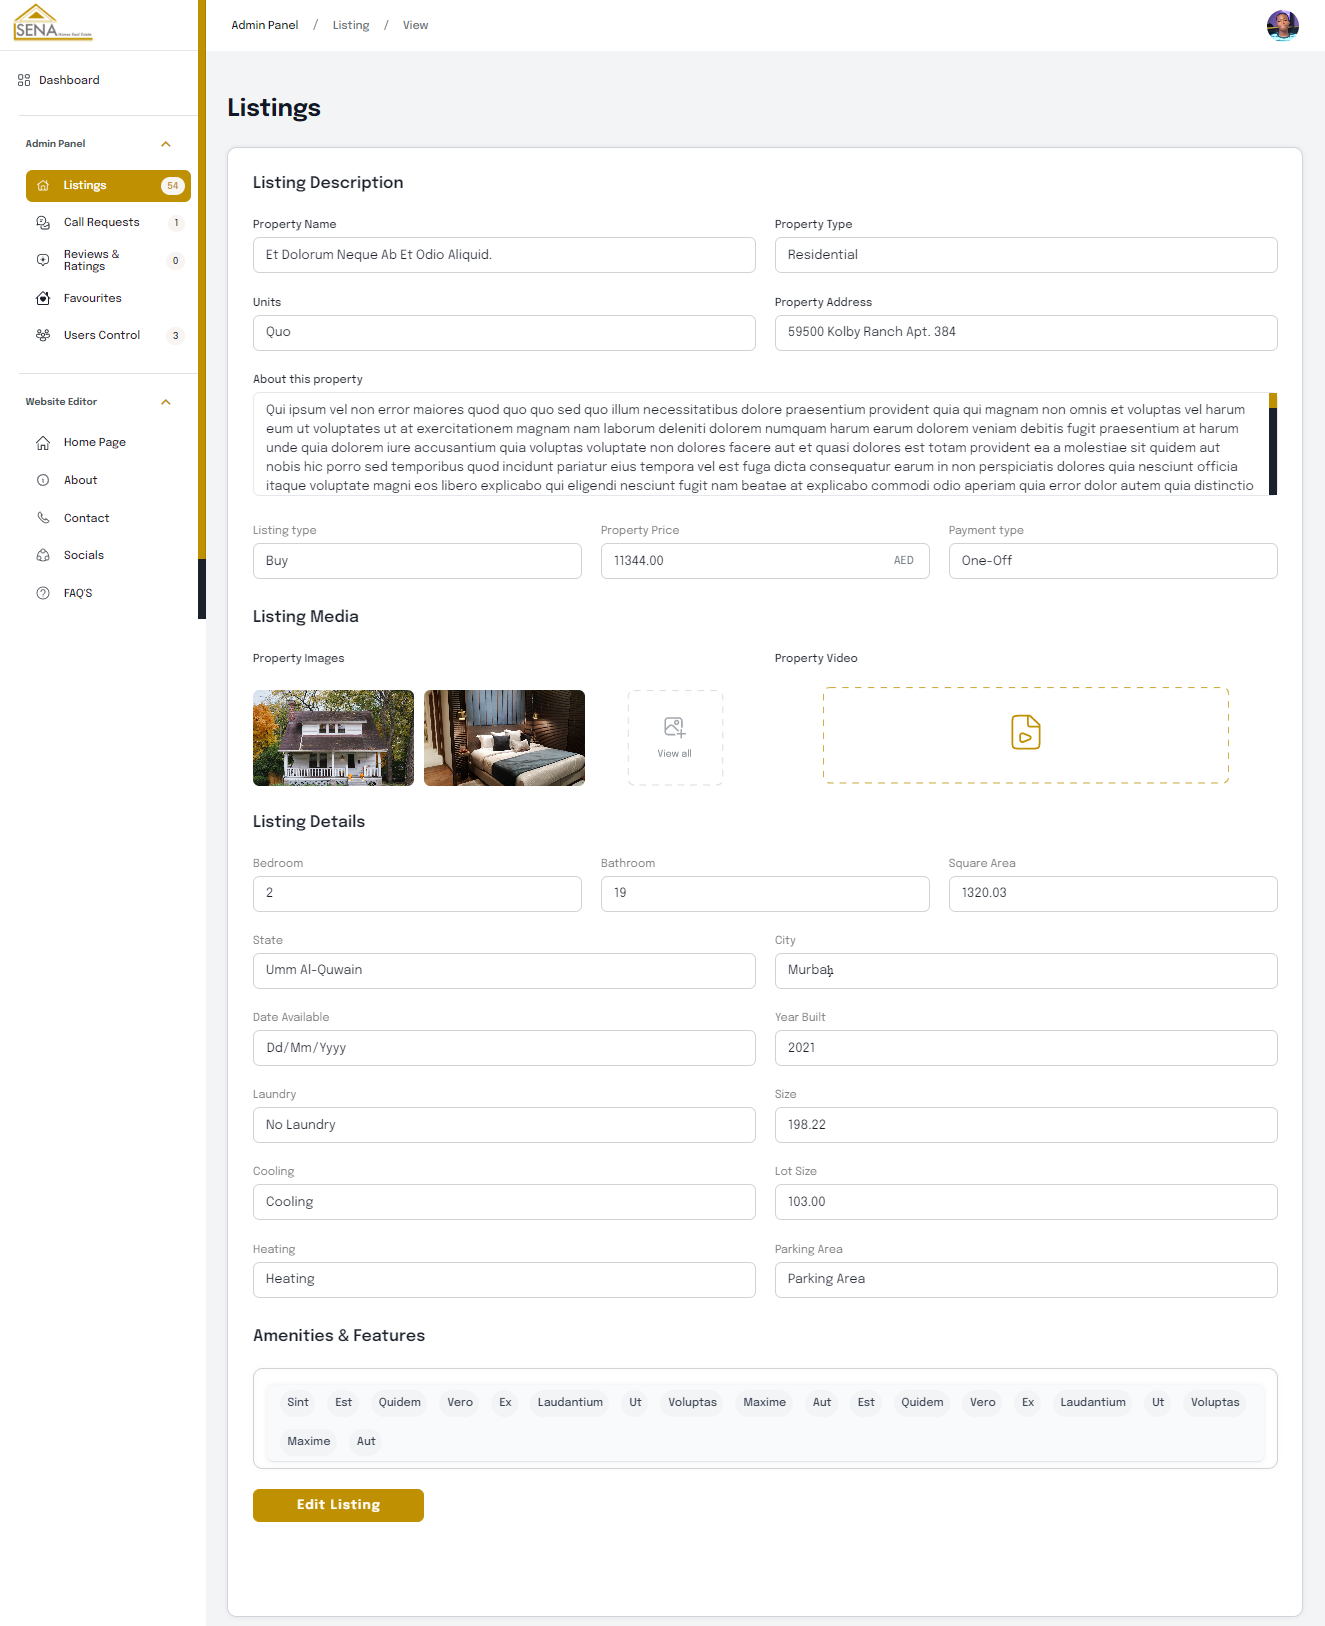 SENA
Homes Real Estate
Admin Panel / Listing / View
Dashboard
Admin Panel
Listings 54
Call Requests 1
Reviews &
Ratings 0
Favourites
Users Control 3
Website Editor
Home Page
About
Contact
Socials
FAQ'S
Listings
Listing Description
Property Name
Property Type
Et Dolorum Neque Ab Et Odio Aliquid.
Residential
Units
Property Address
Quo
59500 Kolby Ranch Apt. 384
About this property
Qui ipsum vel non error maiores quod quo quo sed quo illum necessitatibus dolore praesentium provident quia qui magnam non omnis et voluptas vel harum
eum ut voluptates ut at exercitationem magnam nam laborum deleniti dolorem numquam harum earum dolorem veniam debitis fugit praesentium at harum
unde quia dolorem iure accusantium quia voluptas voluptate non dolores facere aut et quasi dolores est totam provident ea a molestiae sit quidem aut
nobis hic porro sed temporibus quod incidunt pariatur eius tempora vel est fuga dicta consequatur earum in non perspiciatis dolores quia nesciunt officia
itaque voluptate magni eos libero explicabo qui eligendi nesciunt fugit nam beatae at explicabo commodi odio aperiam quia error dolor autem quia distinctio
Listing type
Property Price
Payment type
Buy
11344.00 AED
One-Off
Listing Media
Property Images
Property Video
View all
Listing Details
Bedroom
Bathroom
Square Area
2
19
1320.03
State
City
Umm Al-Quwain
Murbah
Date Available
Year Built
Dd/Mm/Yyyy
2021
Laundry
Size
No Laundry
198.22
Cooling
Lot Size
Cooling
103.00
Heating
Parking Area
Heating
Parking Area
Amenities & Features
Sint Est Quidem Vero Ex Laudantium Ut Voluptas Maxime Aut Est Quidem Vero Ex Laudantium Ut Voluptas
Maxime Aut
Edit Listing